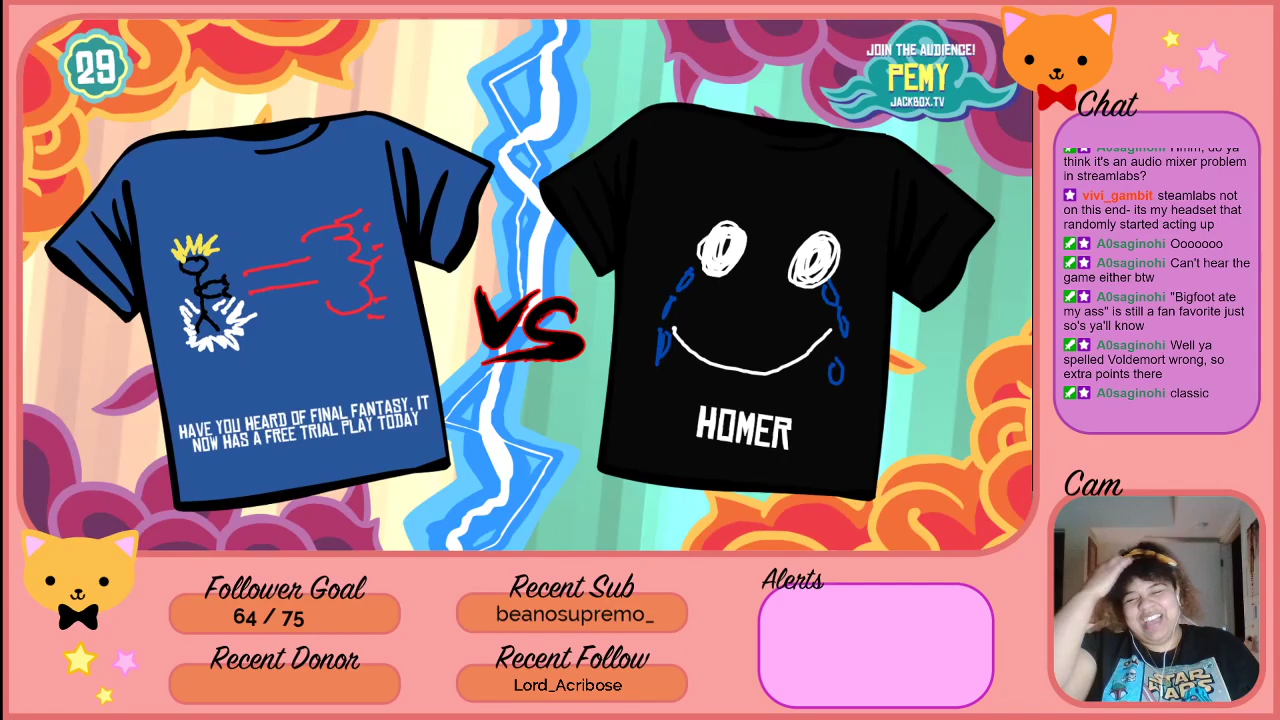 29
JOIN THE AUDIENCE!
PEMY
JACKBOX.TV
HAVE YOU HEARD OF FINAL FANTASY, IT
NOW HAS A FREE TRIAL PLAY TODAY
VS
HOMER
Chat
A0saginohi Hmm, do ya
think it's an audio mixer problem
in streamlabs?
vivi_gambit steamlabs not
on this end- its my headset that
randomly started acting up
A0saginohi Ooooooo
A0saginohi Can't hear the
game either btw
A0saginohi "Bigfoot ate
my ass" is still a fan favorite just
so's ya'll know
A0saginohi Well ya
spelled Voldemort wrong, so
extra points there
A0saginohi classic
Cam
STAR
WARS
Follower Goal
64 / 75
Recent Donor
Recent Sub
beanosupremo_
Recent Follow
Lord_Acribose
Alerts